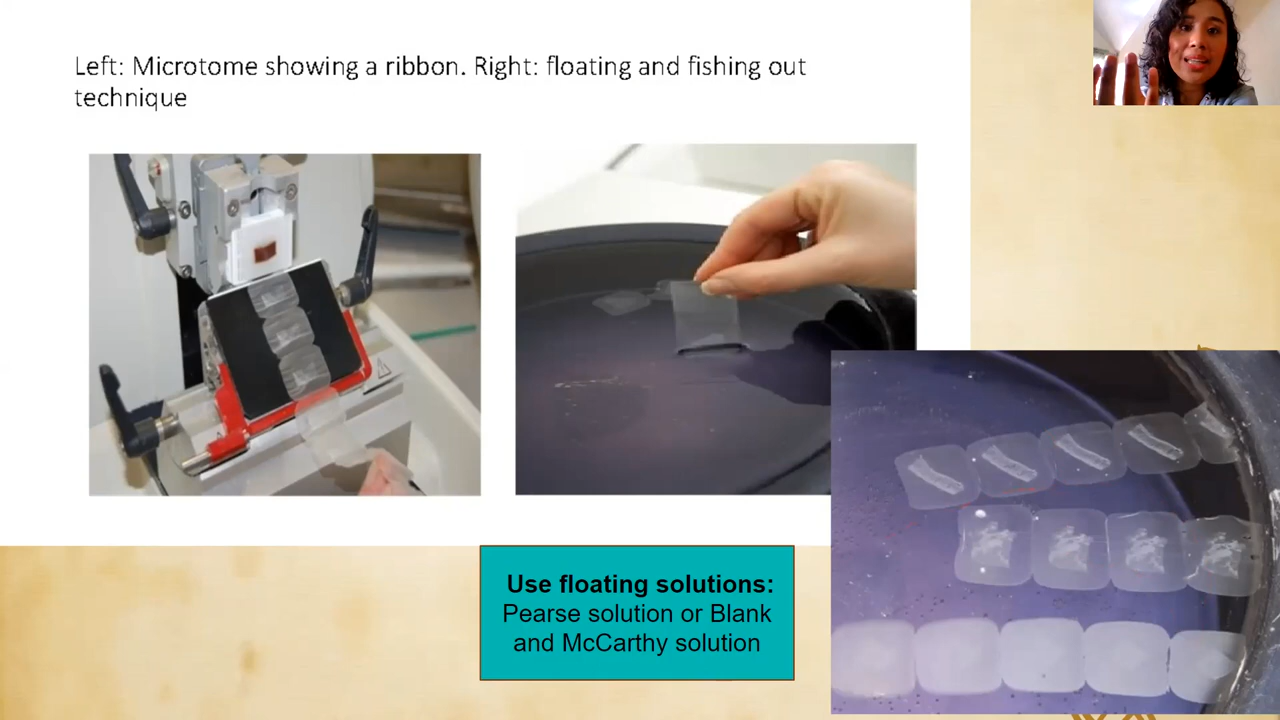 Left: Microtome showing a ribbon. Right: floating and fishing out
technique
Use floating solutions:
Pearse solution or Blank
and McCarthy solution